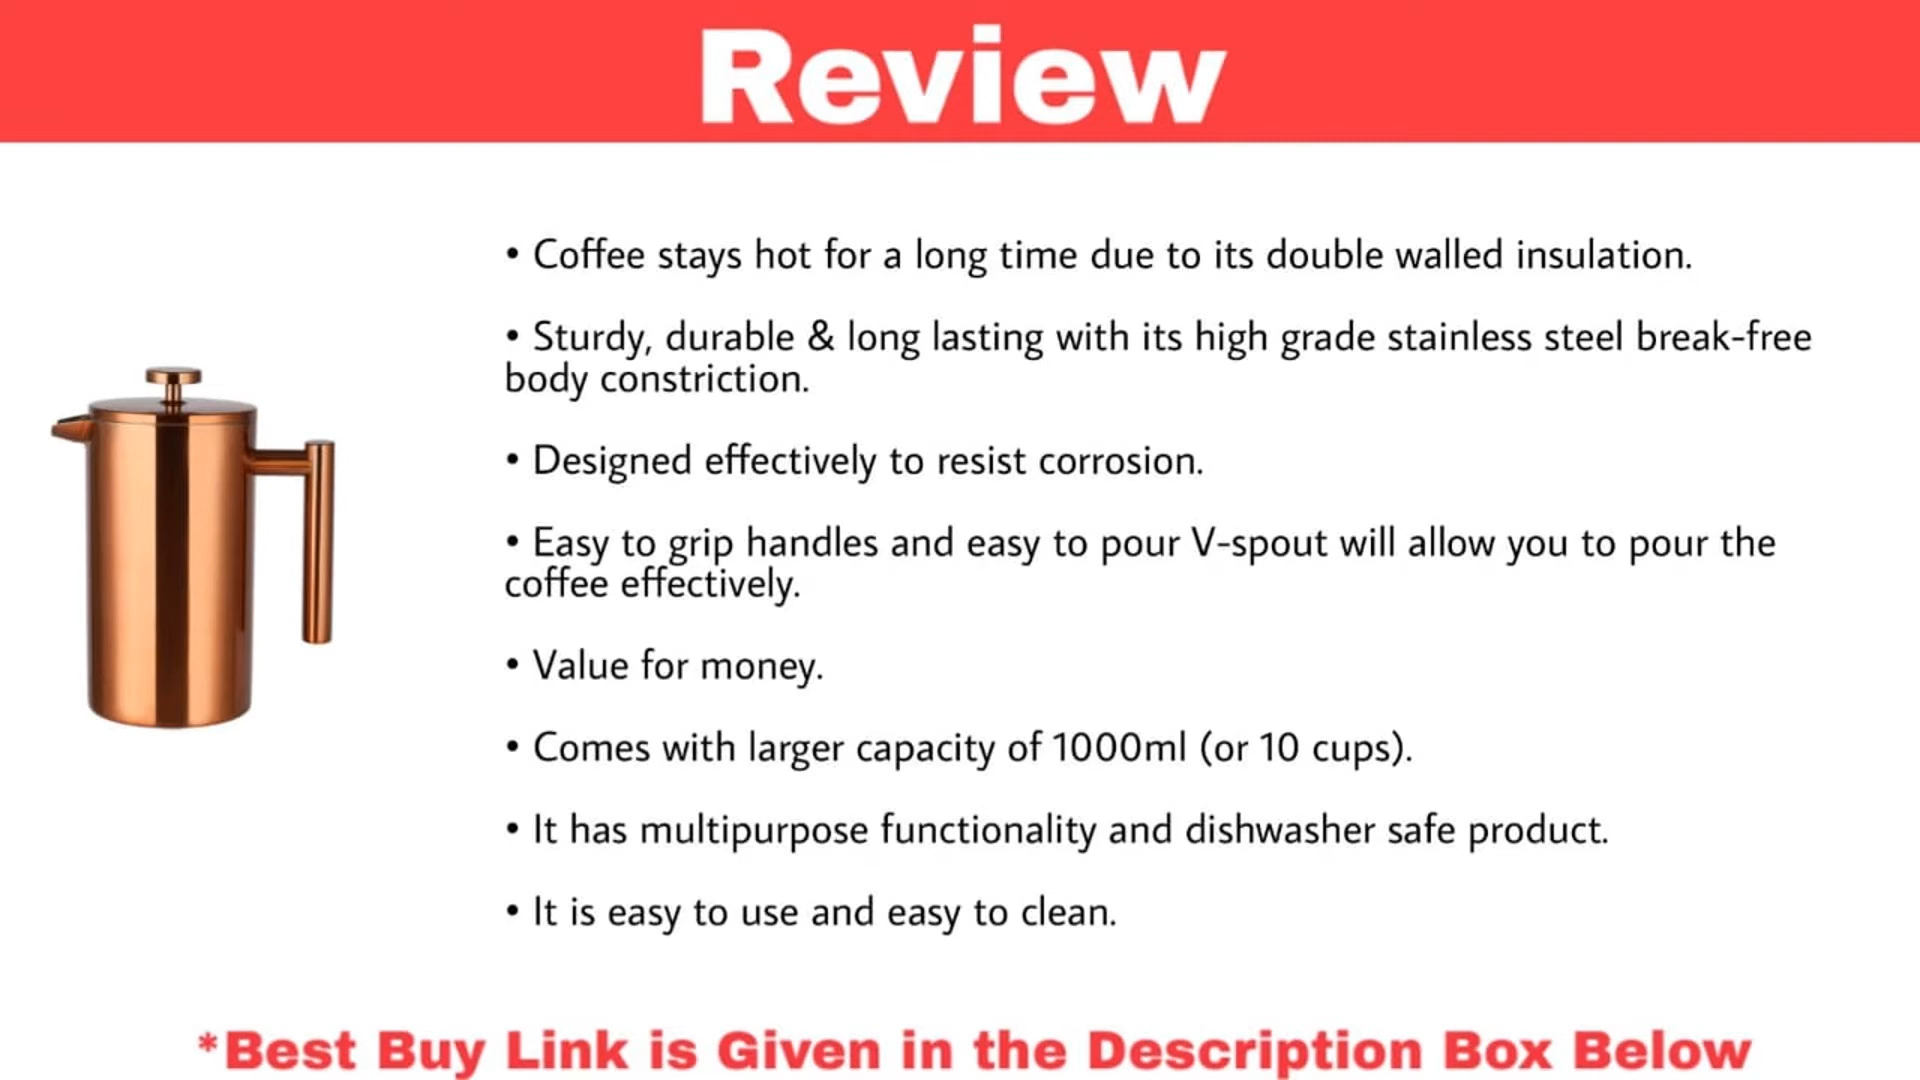 Review
• Coffee stays hot for a long time due to its double walled insulation.
• Sturdy, durable & long lasting with its high grade stainless steel break-free
body constriction.
• Designed effectively to resist corrosion.
• Easy to grip handles and easy to pour V-spout will allow you to pour the
coffee effectively.
• Value for money.
• Comes with larger capacity of 1000ml (or 10 cups).
• It has multipurpose functionality and dishwasher safe product.
• It is easy to use and easy to clean.
*Best Buy Link is Given in the Description Box Below